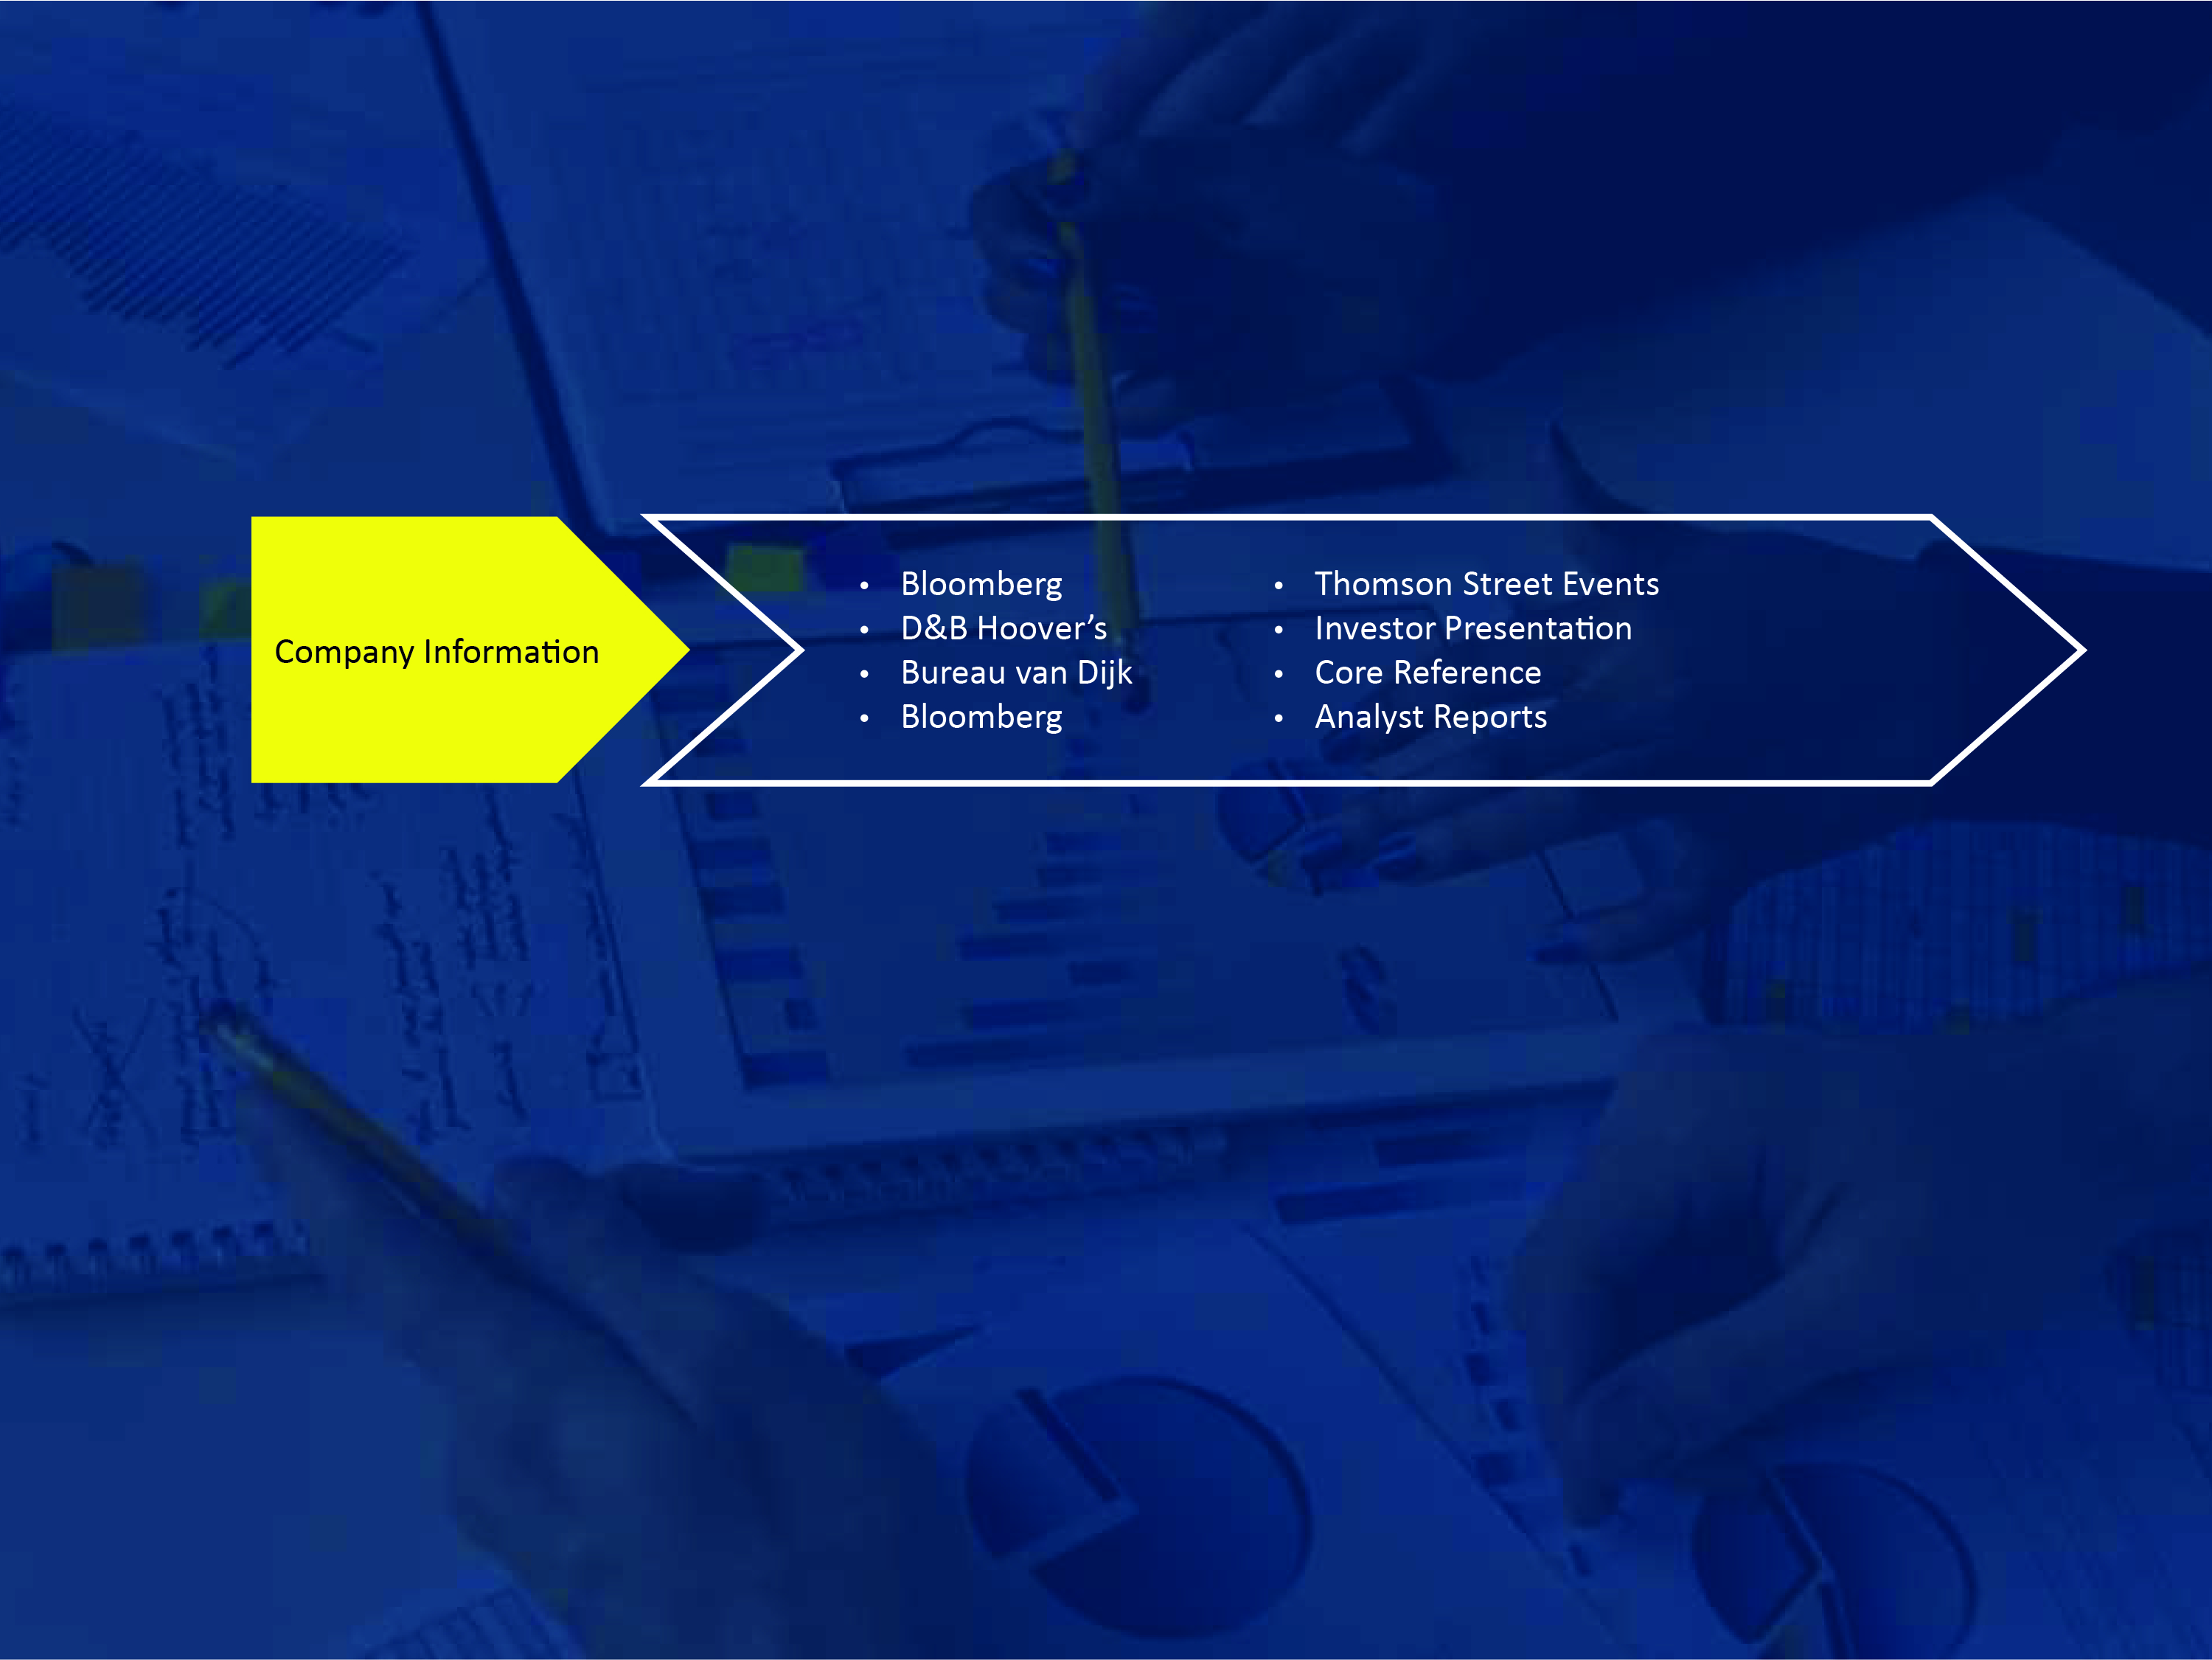 Company Information
• Bloomberg
• D&B Hoover’s
• Bureau van Dijk
• Bloomberg
• Thomson Street Events
• Investor Presentation
• Core Reference
• Analyst Reports